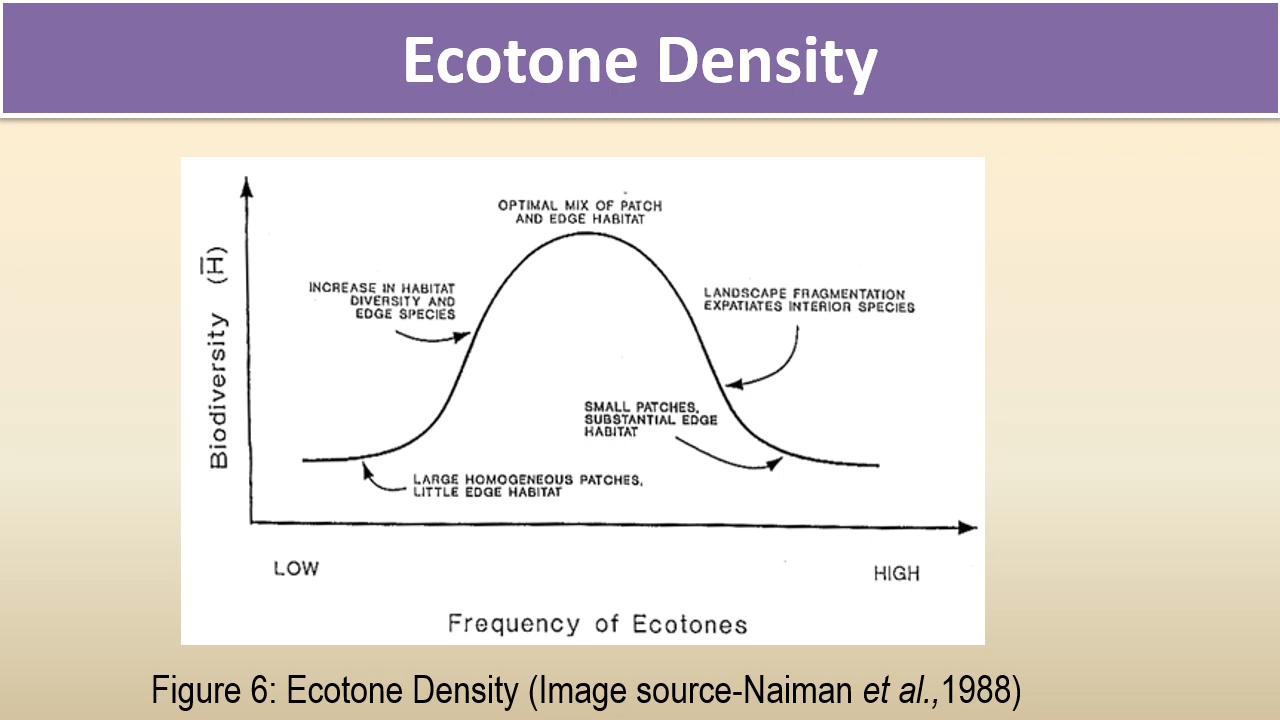 Ecotone Density
OPTIMAL MIX OF PATCH
AND EDGE HABITAT
INCREASE IN HABITAT
DIVERSITY AND
EDGE SPECIES
LANDSCAPE FRAGMENTATION
EXPATIATES INTERIOR SPECIES
SMALL PATCHES,
SUBSTANTIAL EDGE
HABITAT
LARGE HOMOGENEOUS PATCHES,
LITTLE EDGE HABITAT
Biodiversity (H̅)
LOW
HIGH
Frequency of Ecotones
Figure 6: Ecotone Density (Image source-Naiman et al.,1988)